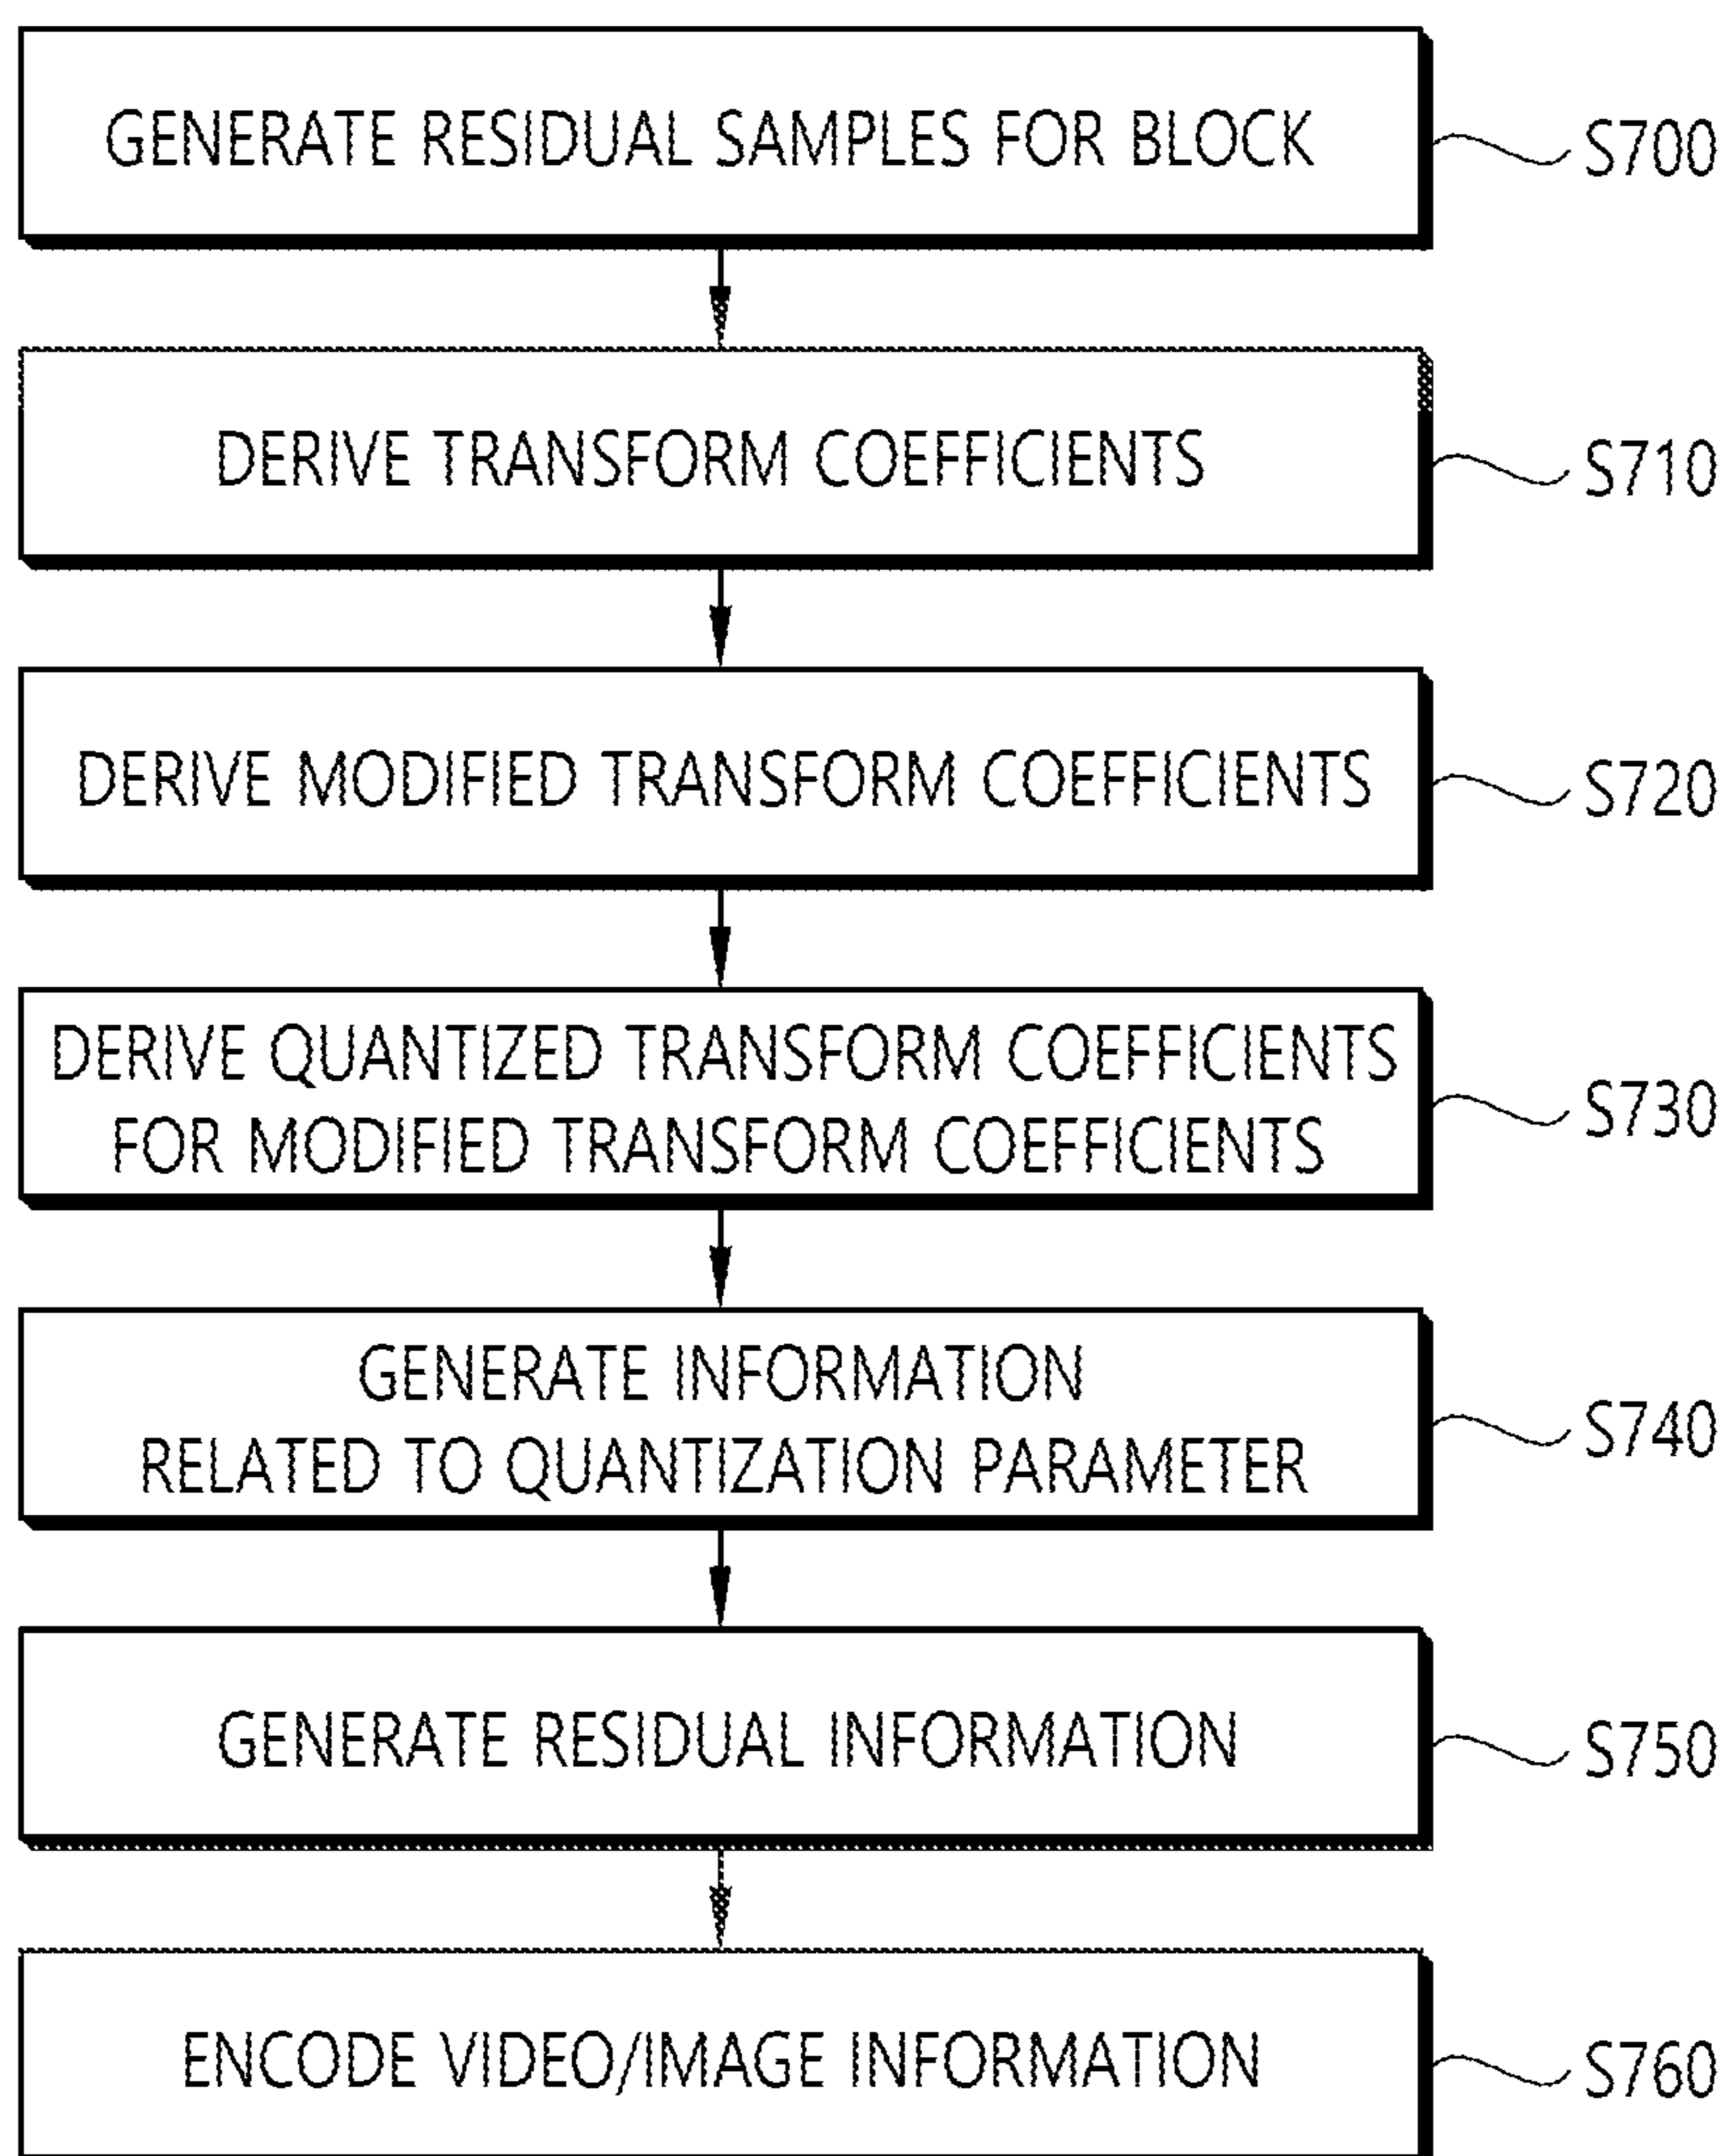 GENERATE RESIDUAL SAMPLES FOR BLOCK
S700
DERIVE TRANSFORM COEFFICIENTS
S710
DERIVE MODIFIED TRANSFORM COEFFICIENTS
S720
DERIVE QUANTIZED TRANSFORM COEFFICIENTS
FOR MODIFIED TRANSFORM COEFFICIENTS
S730
GENERATE INFORMATION
RELATED TO QUANTIZATION PARAMETER
S740
GENERATE RESIDUAL INFORMATION
S750
ENCODE VIDEO/IMAGE INFORMATION
S760